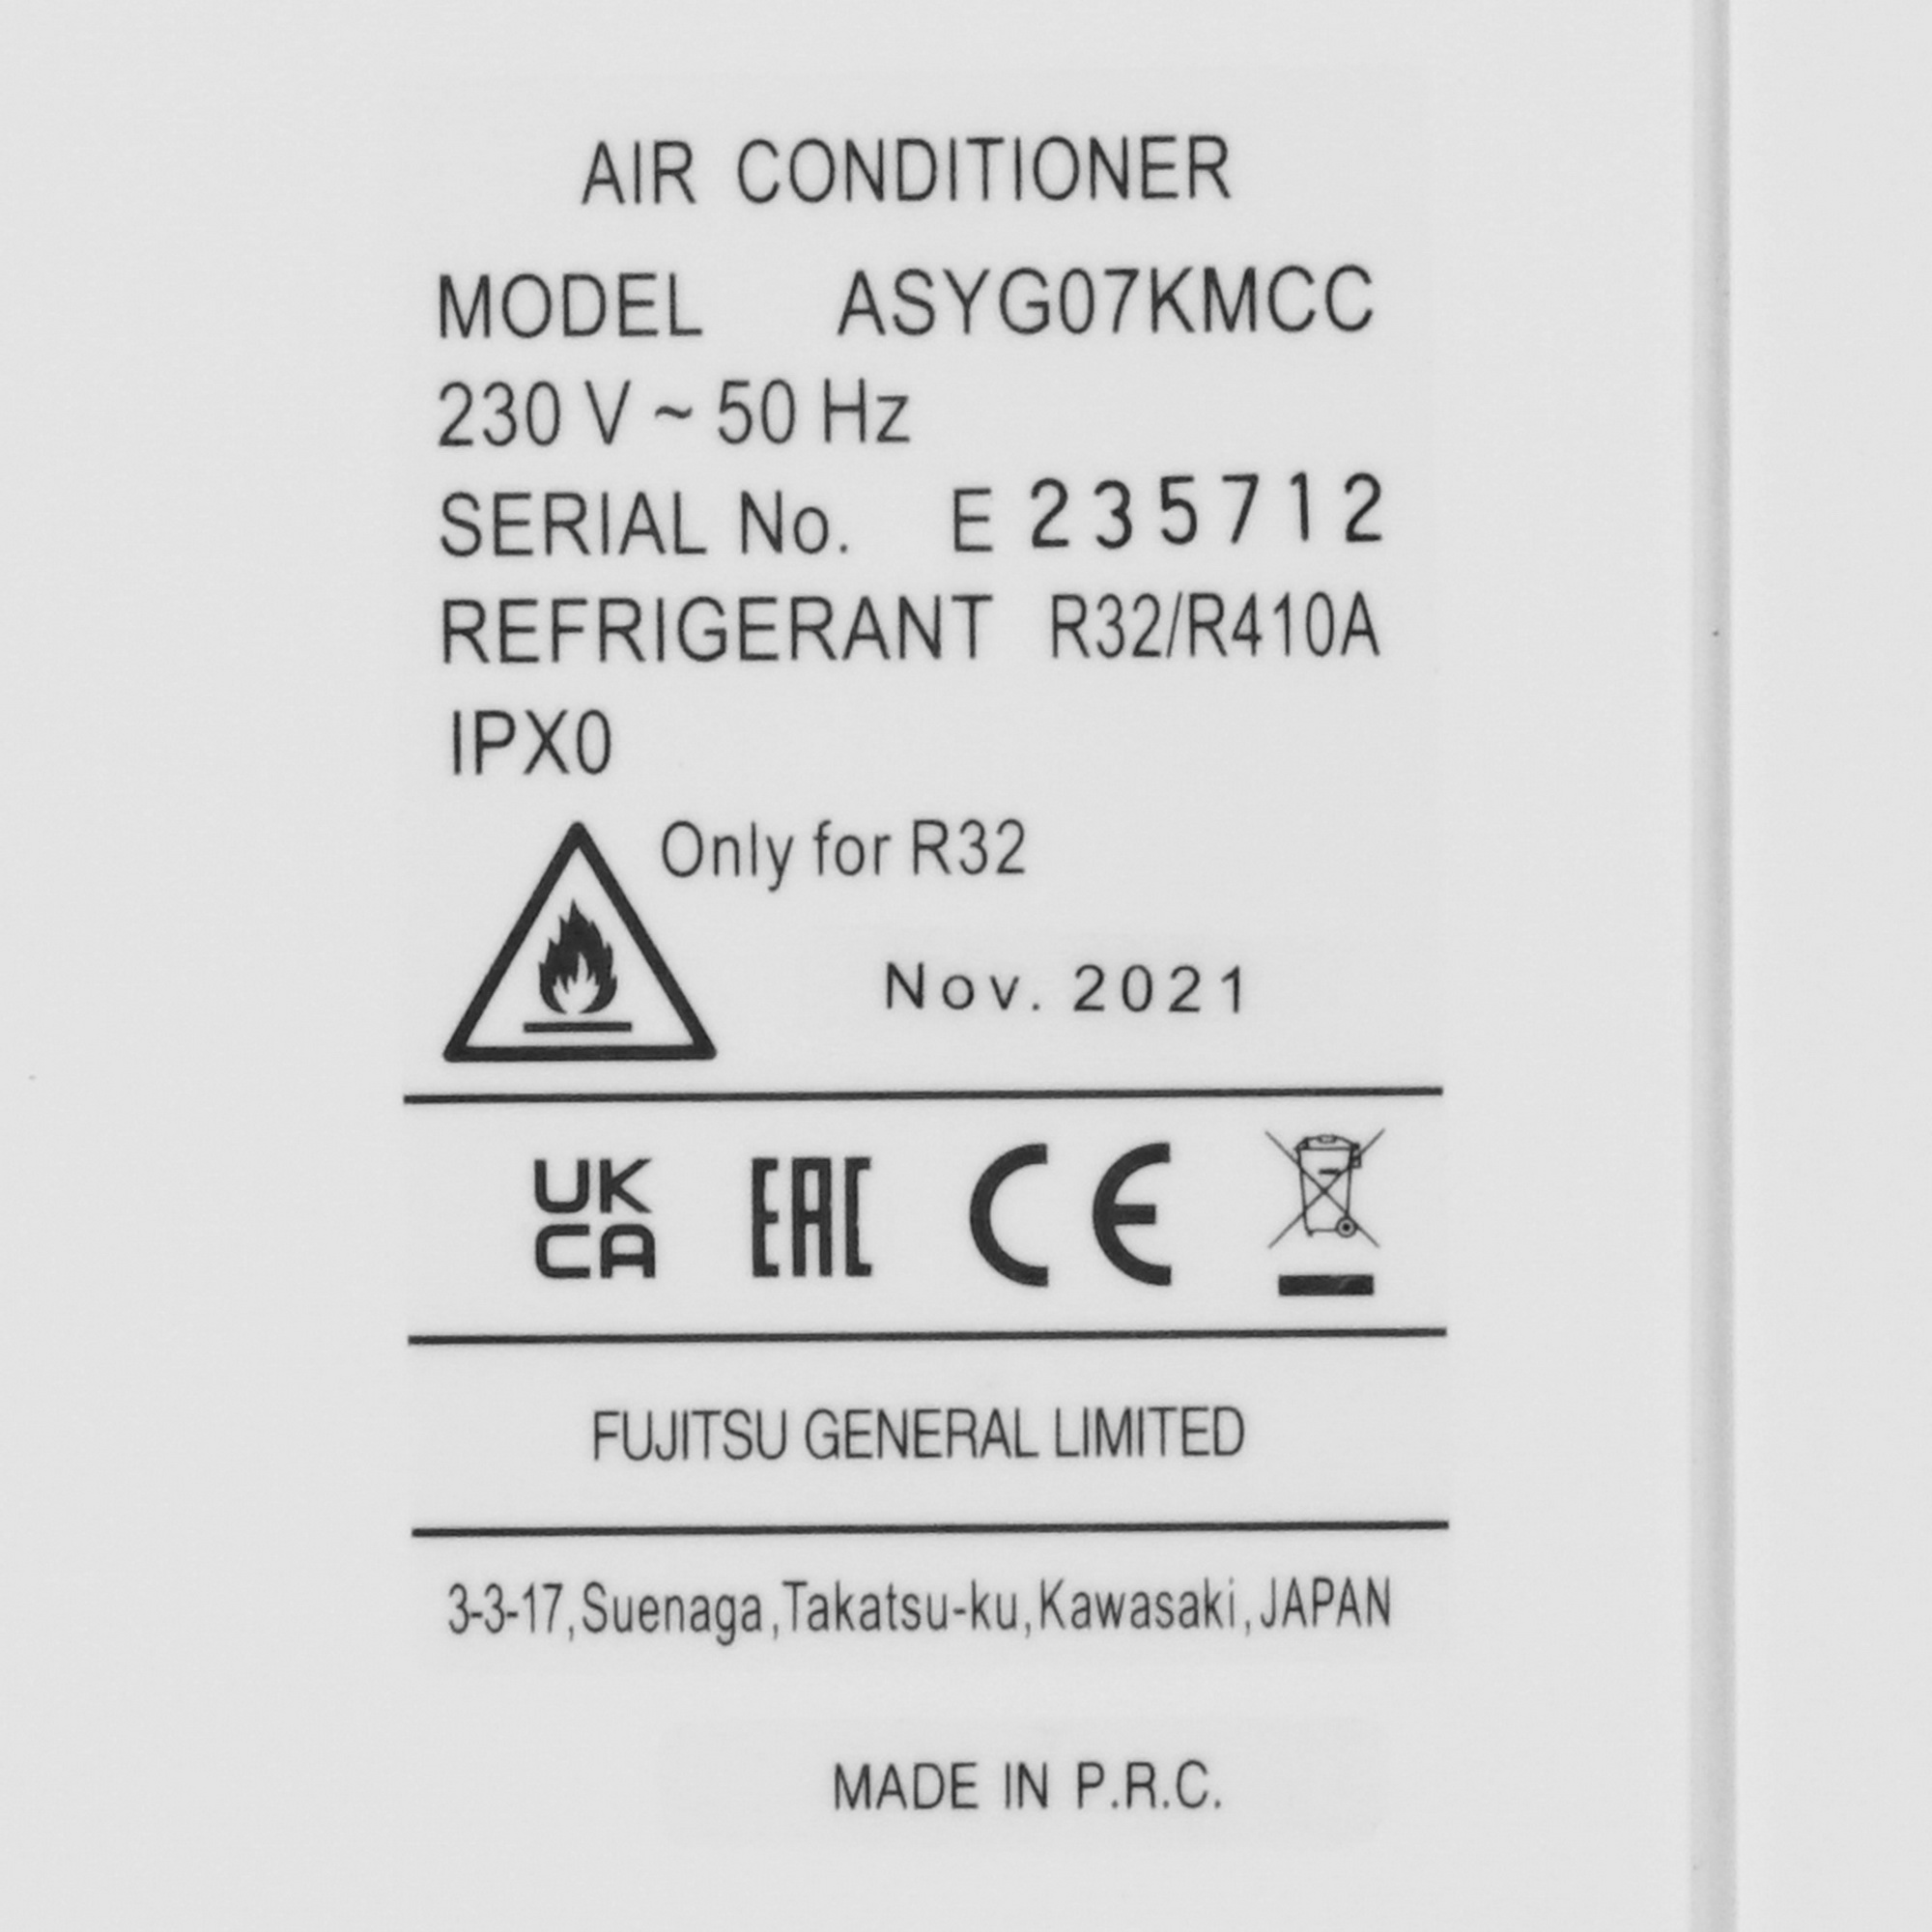 AIR CONDITIONER
MODEL ASYG07KMCC
230 V ~ 50 Hz
SERIAL No. E 235712
REFRIGERANT R32/R410A
IPX0
Only for R32
Nov. 2021
UK CA EAC CE
FUJITSU GENERAL LIMITED
3-3-17,Suenaga,Takatsu-ku,Kawasaki,JAPAN
MADE IN P.R.C.